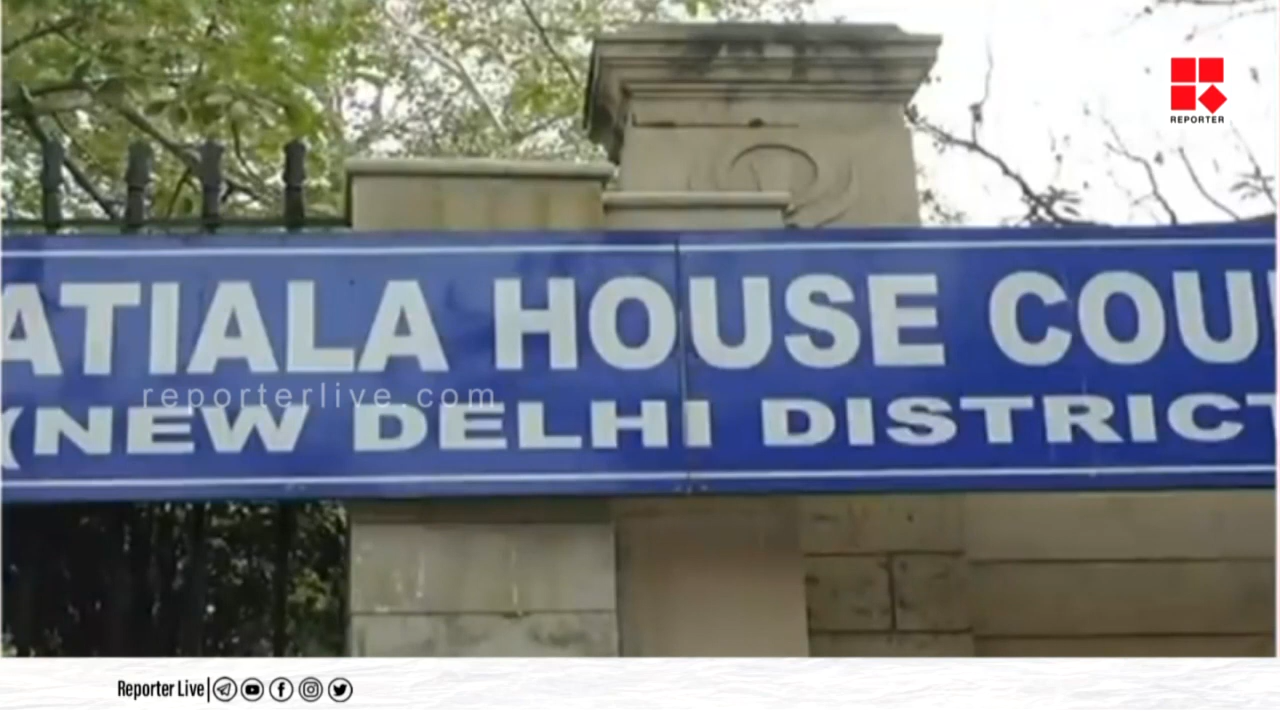 REPORTER
ATIALA HOUSE COU
reporterlive.com
(NEW DELHI DISTRICT
Reporter Live